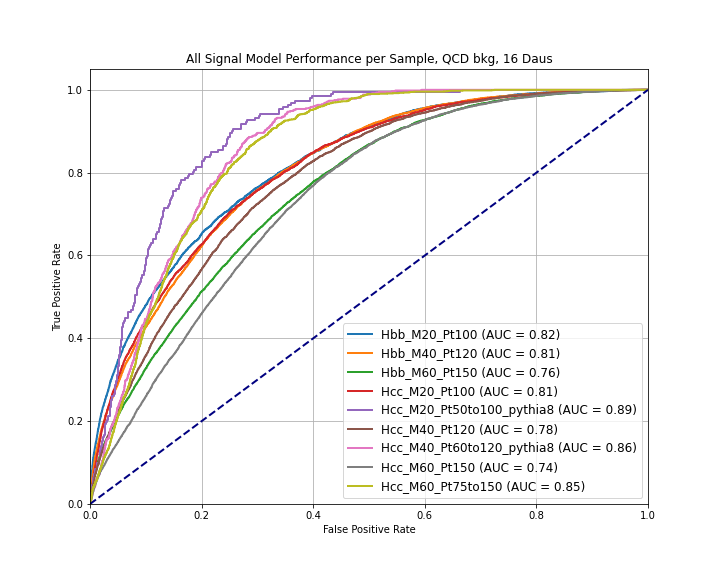 All Signal Model Performance per Sample, QCD bkg, 16 Daus
True Positive Rate
1.0
0.8
0.6
0.4
0.2
0.0
Hbb_M20_Pt100 (AUC = 0.82)
Hbb_M40_Pt120 (AUC = 0.81)
Hbb_M60_Pt150 (AUC = 0.76)
Hcc_M20_Pt100 (AUC = 0.81)
Hcc_M20_Pt50to100_pythia8 (AUC = 0.89)
Hcc_M40_Pt120 (AUC = 0.78)
Hcc_M40_Pt60to120_pythia8 (AUC = 0.86)
Hcc_M60_Pt150 (AUC = 0.74)
Hcc_M60_Pt75to150 (AUC = 0.85)
0.0 0.2 0.4 0.6 0.8 1.0
False Positive Rate